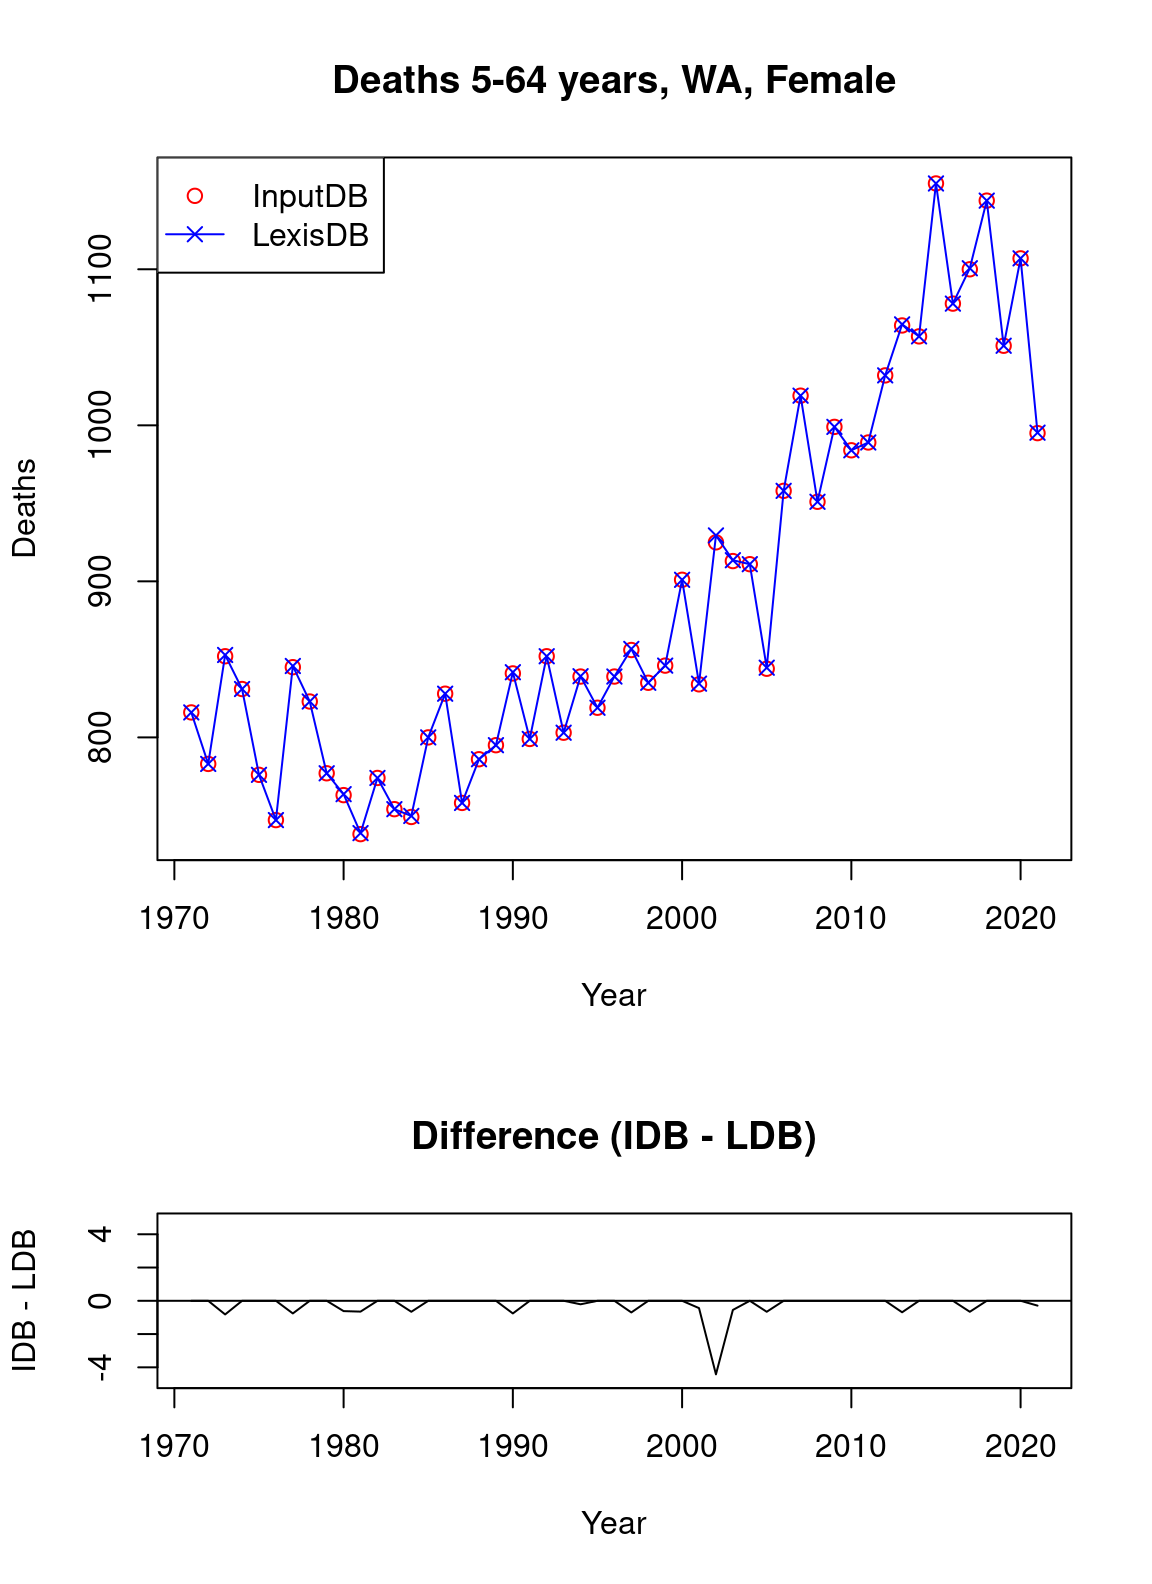 Deaths 5-64 years, WA, Female
InputDB
LexisDB
Deaths
800 900 1000 1100
1970 1980 1990 2000 2010 2020
Year
Difference (IDB - LDB)
IDB - LDB
-4 0 4
1970 1980 1990 2000 2010 2020
Year